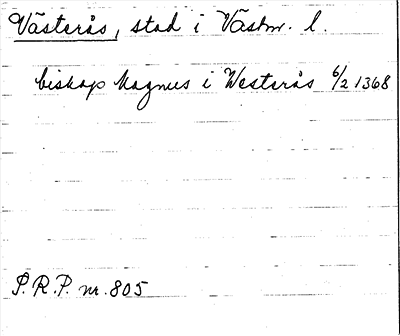 Västerås, stad i Västm. l.
biskop Magnus i Westerås 6/2 1368
S.R.P. nr. 805